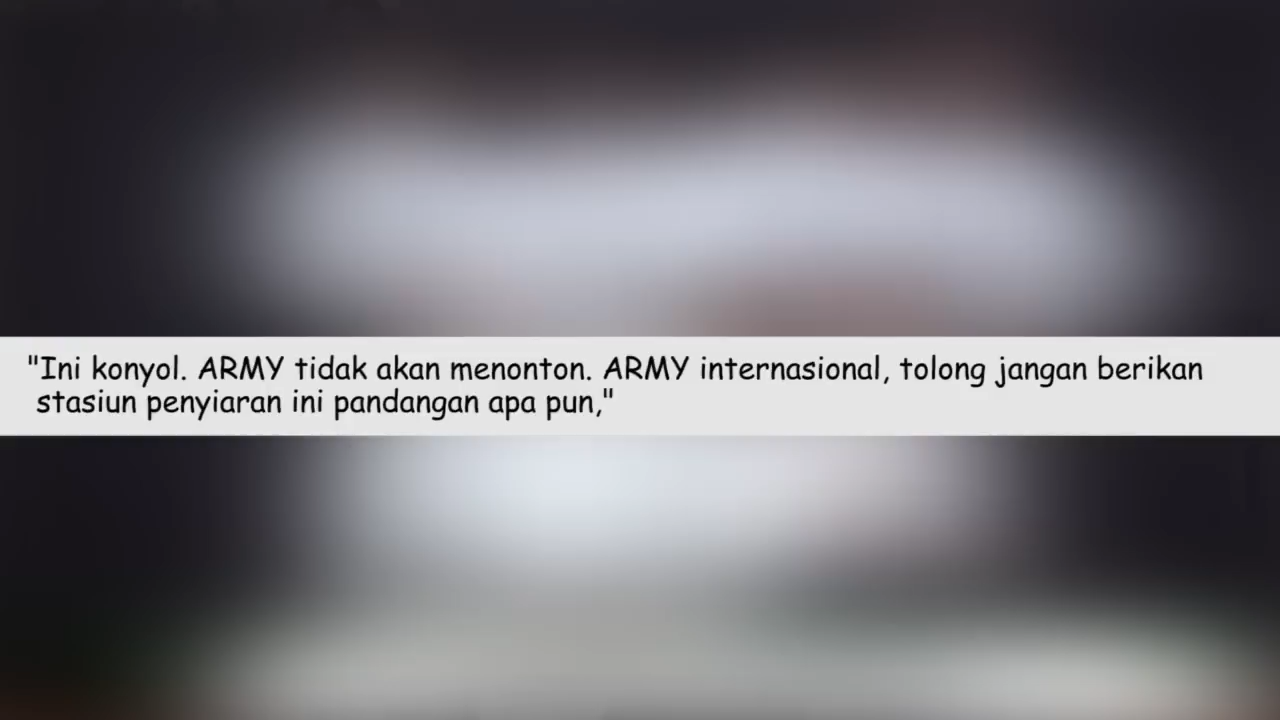 "Ini konyol. ARMY tidak akan menonton. ARMY internasional, tolong jangan berikan
stasiun penyiaran ini pandangan apa pun,"